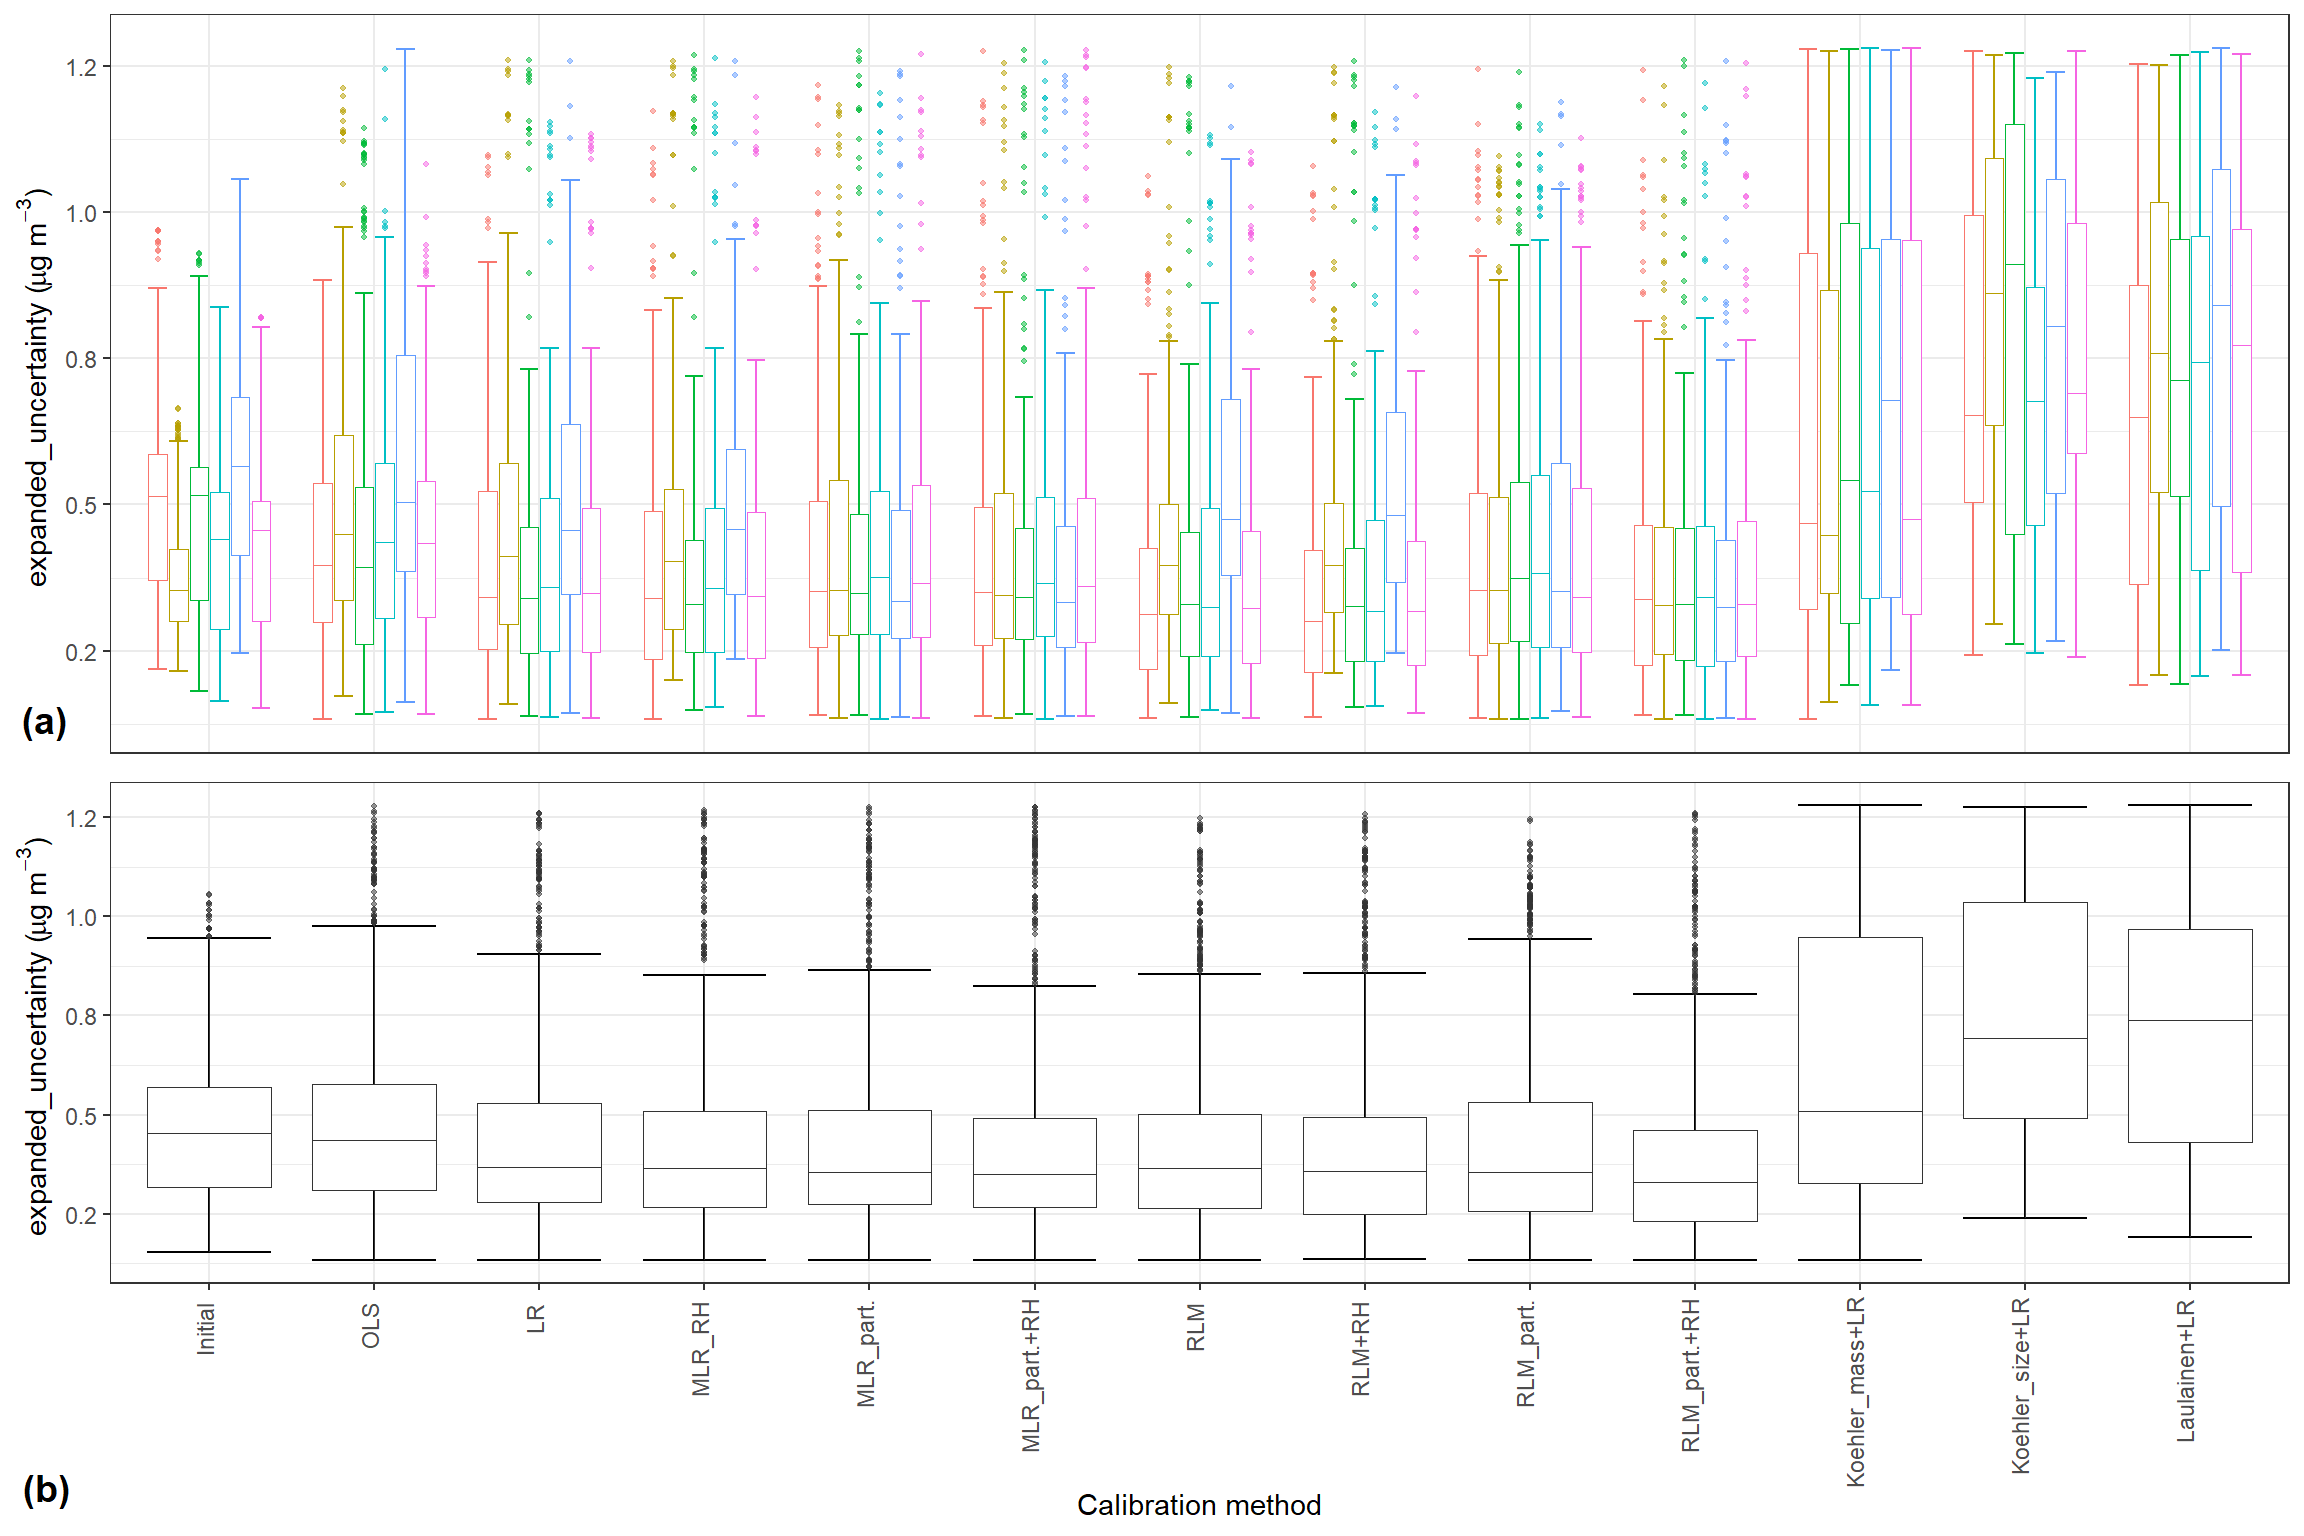 expanded_uncertainty (µg m⁻³)
1.2
1.0
0.8
0.5
0.2
(a)
expanded_uncertainty (µg m⁻³)
1.2
1.0
0.8
0.5
0.2
Initial
OLS
LR
MLR_RH
MLR_part.
MLR_part.+RH
RLM
RLM+RH
RLM_part.
RLM_part.+RH
Koehler_mass+LR
Koehler_size+LR
Laulainen+LR
(b)
Calibration method